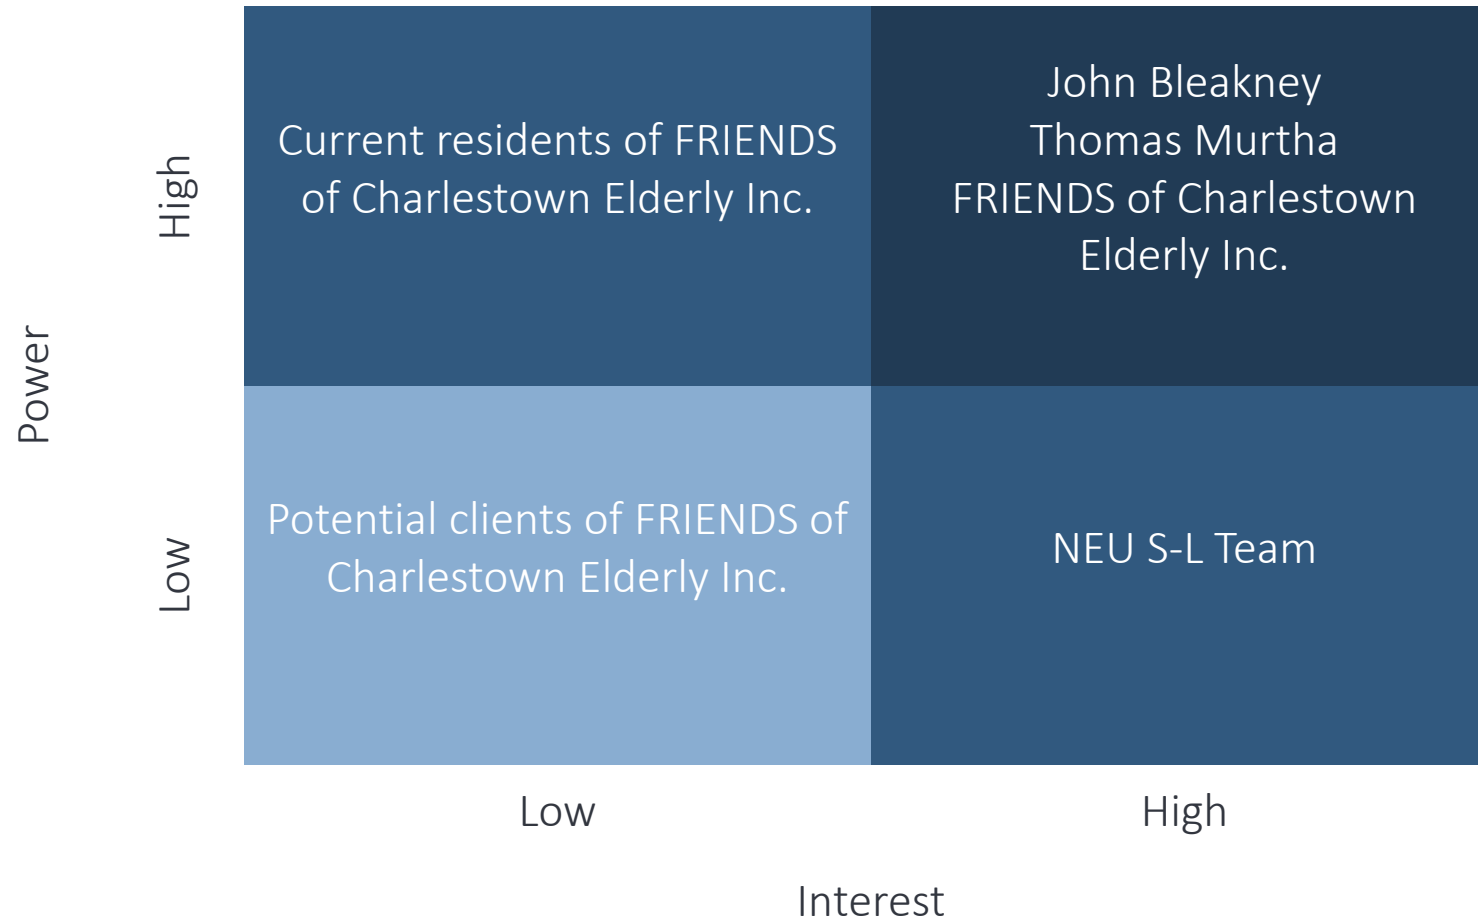 Power
High
Current residents of FRIENDS
of Charlestown Elderly Inc.
John Bleakney
Thomas Murtha
FRIENDS of Charlestown
Elderly Inc.
Low
Potential clients of FRIENDS of
Charlestown Elderly Inc.
NEU S-L Team
Low
High
Interest